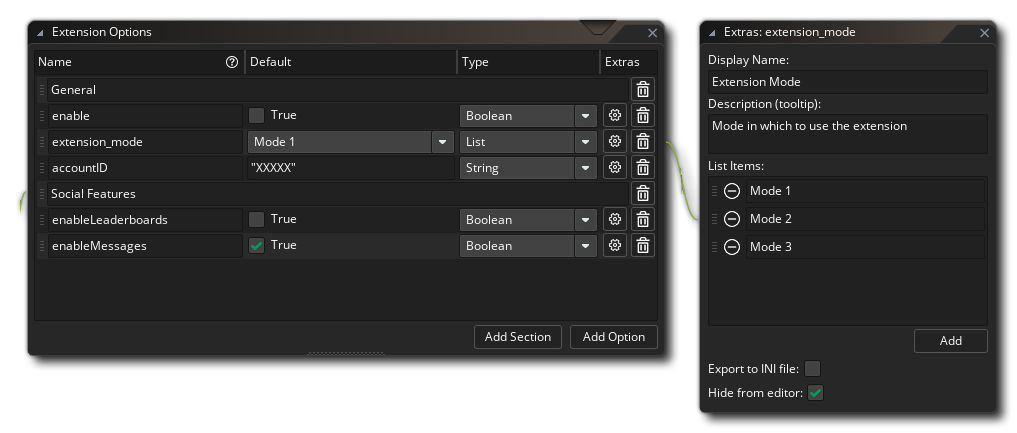 Extension Options
Name Default Type Extras
General
enable True Boolean
extension_mode Mode 1 List
accountID "XXXXX" String
Social Features
enableLeaderboards True Boolean
enableMessages True Boolean
Add Section Add Option
Extras: extension_mode
Display Name:
Extension Mode
Description (tooltip):
Mode in which to use the extension
List Items:
Mode 1
Mode 2
Mode 3
Add
Export to INI file:
Hide from editor: